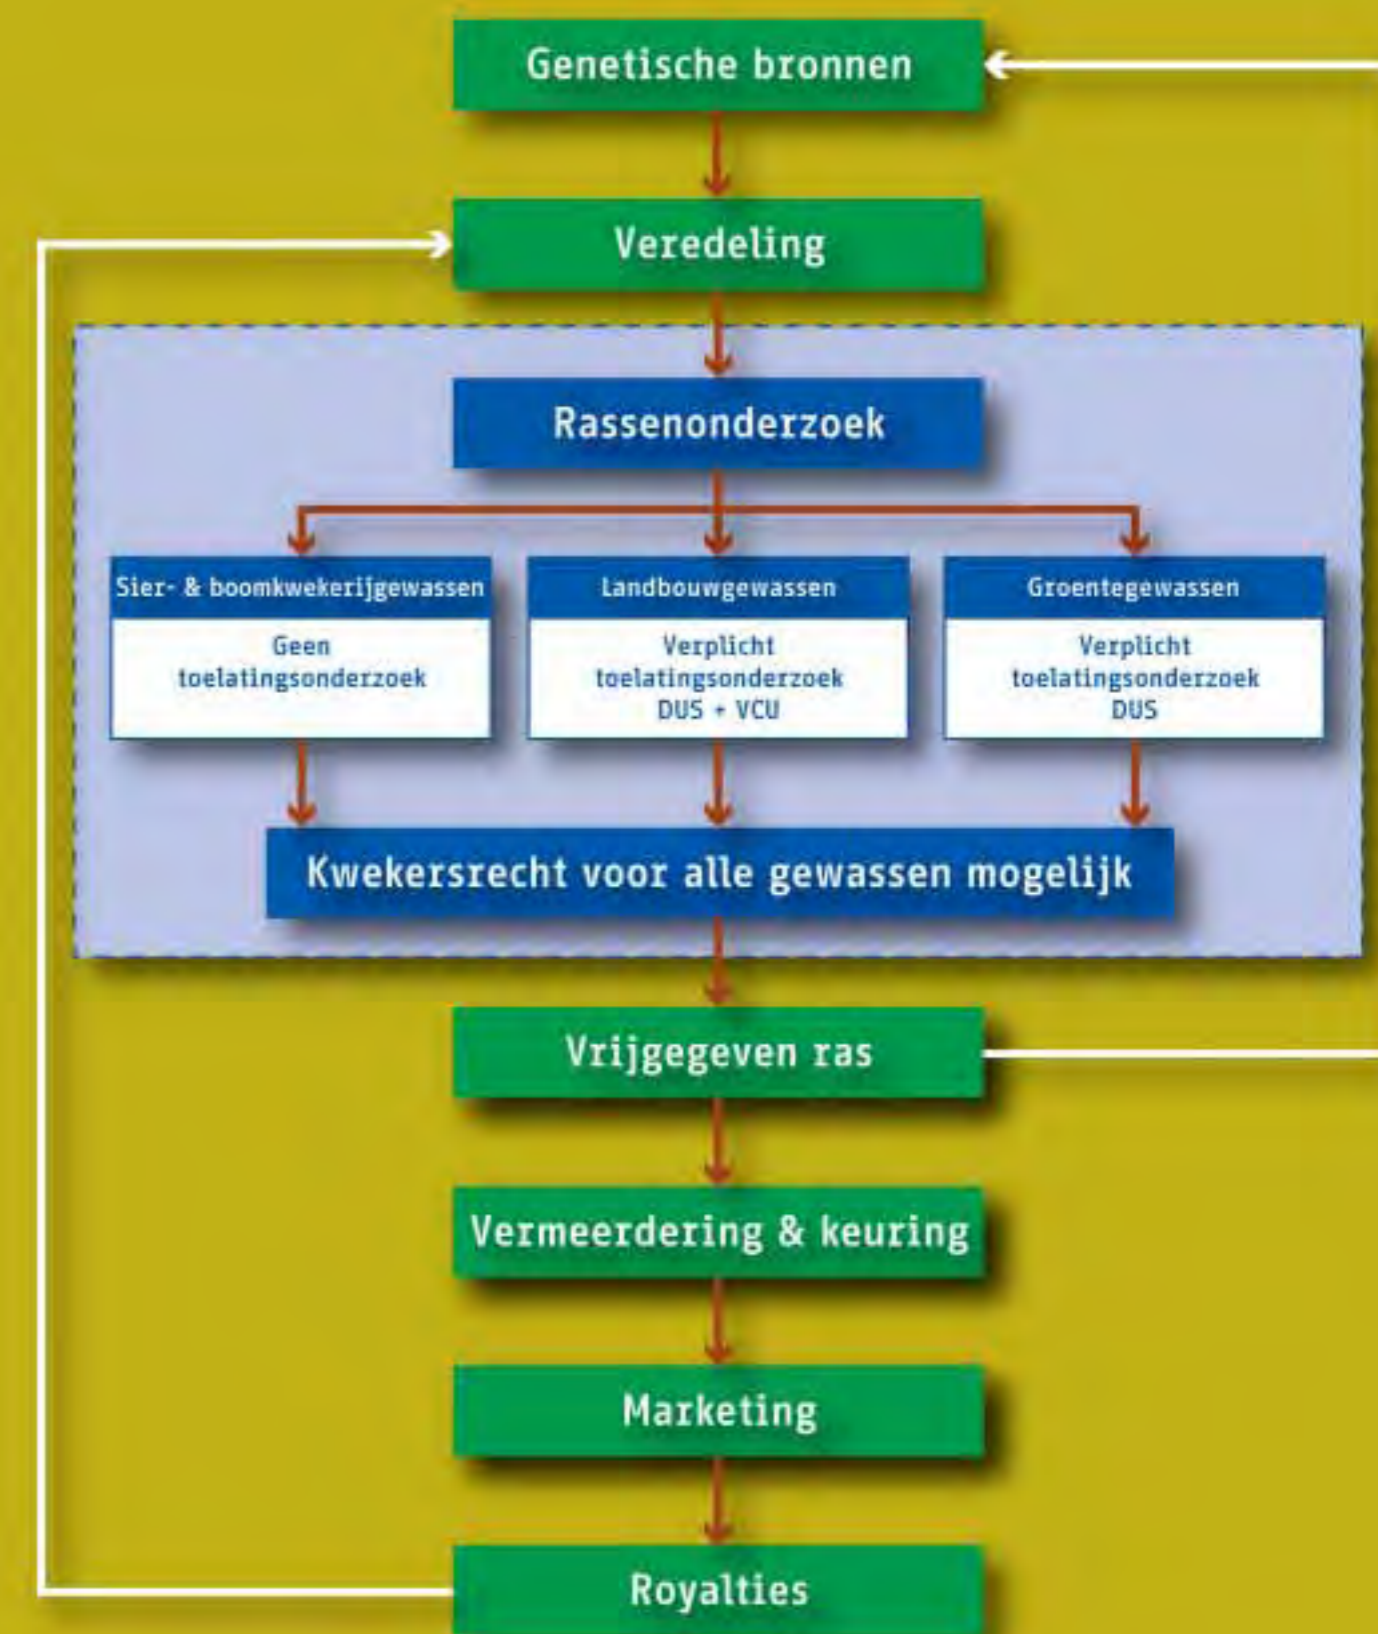 Genetische bronnen
Veredeling
Rassenonderzoek
Sier- & boomkwekerijgewassen
Geen
toelatingsonderzoek
Landbouwgewassen
Verplicht
toelatingsonderzoek
DUS + VCU
Groentegewassen
Verplicht
toelatingsonderzoek
DUS
Kwekersrecht voor alle gewassen mogelijk
Vrijgegeven ras
Vermeerdering & keuring
Marketing
Royalties